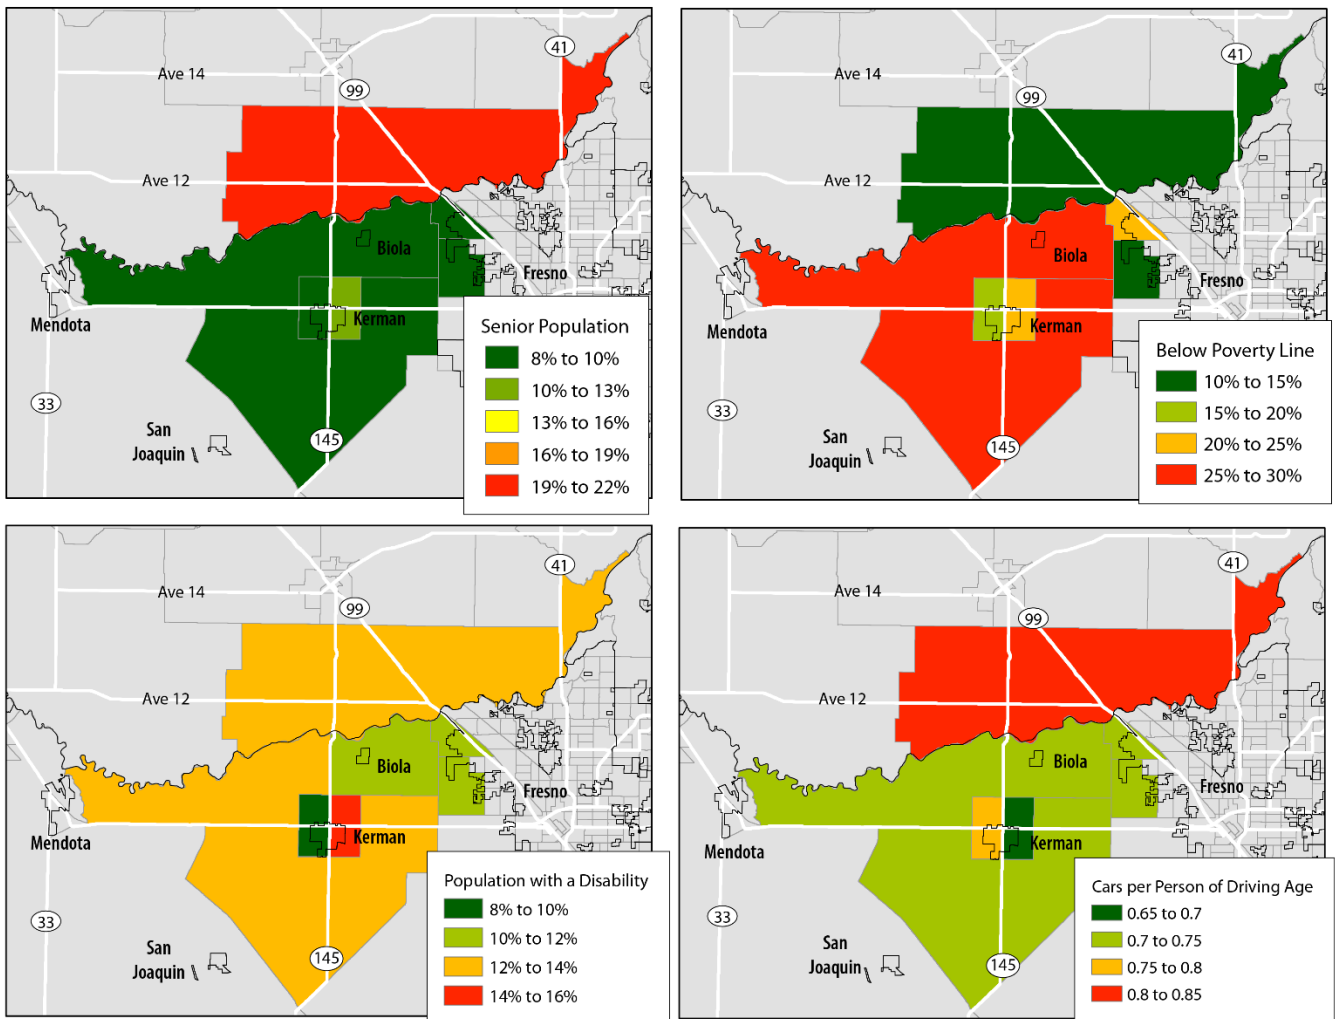 41
Ave 14
99
Ave 12
Biola
Fresno
Mendota
Kerman
33
San
Joaquin
145
Senior Population
8% to 10%
10% to 13%
13% to 16%
16% to 19%
19% to 22%
41
Ave 14
99
Ave 12
Biola
Fresno
Mendota
Kerman
33
San
Joaquin
145
Below Poverty Line
10% to 15%
15% to 20%
20% to 25%
25% to 30%
41
Ave 14
99
Ave 12
Biola
Fresno
Mendota
Kerman
33
San
Joaquin
145
Population with a Disability
8% to 10%
10% to 12%
12% to 14%
14% to 16%
41
Ave 14
99
Ave 12
Biola
Fresno
Mendota
Kerman
33
San
Joaquin
145
Cars per Person of Driving Age
0.65 to 0.7
0.7 to 0.75
0.75 to 0.8
0.8 to 0.85